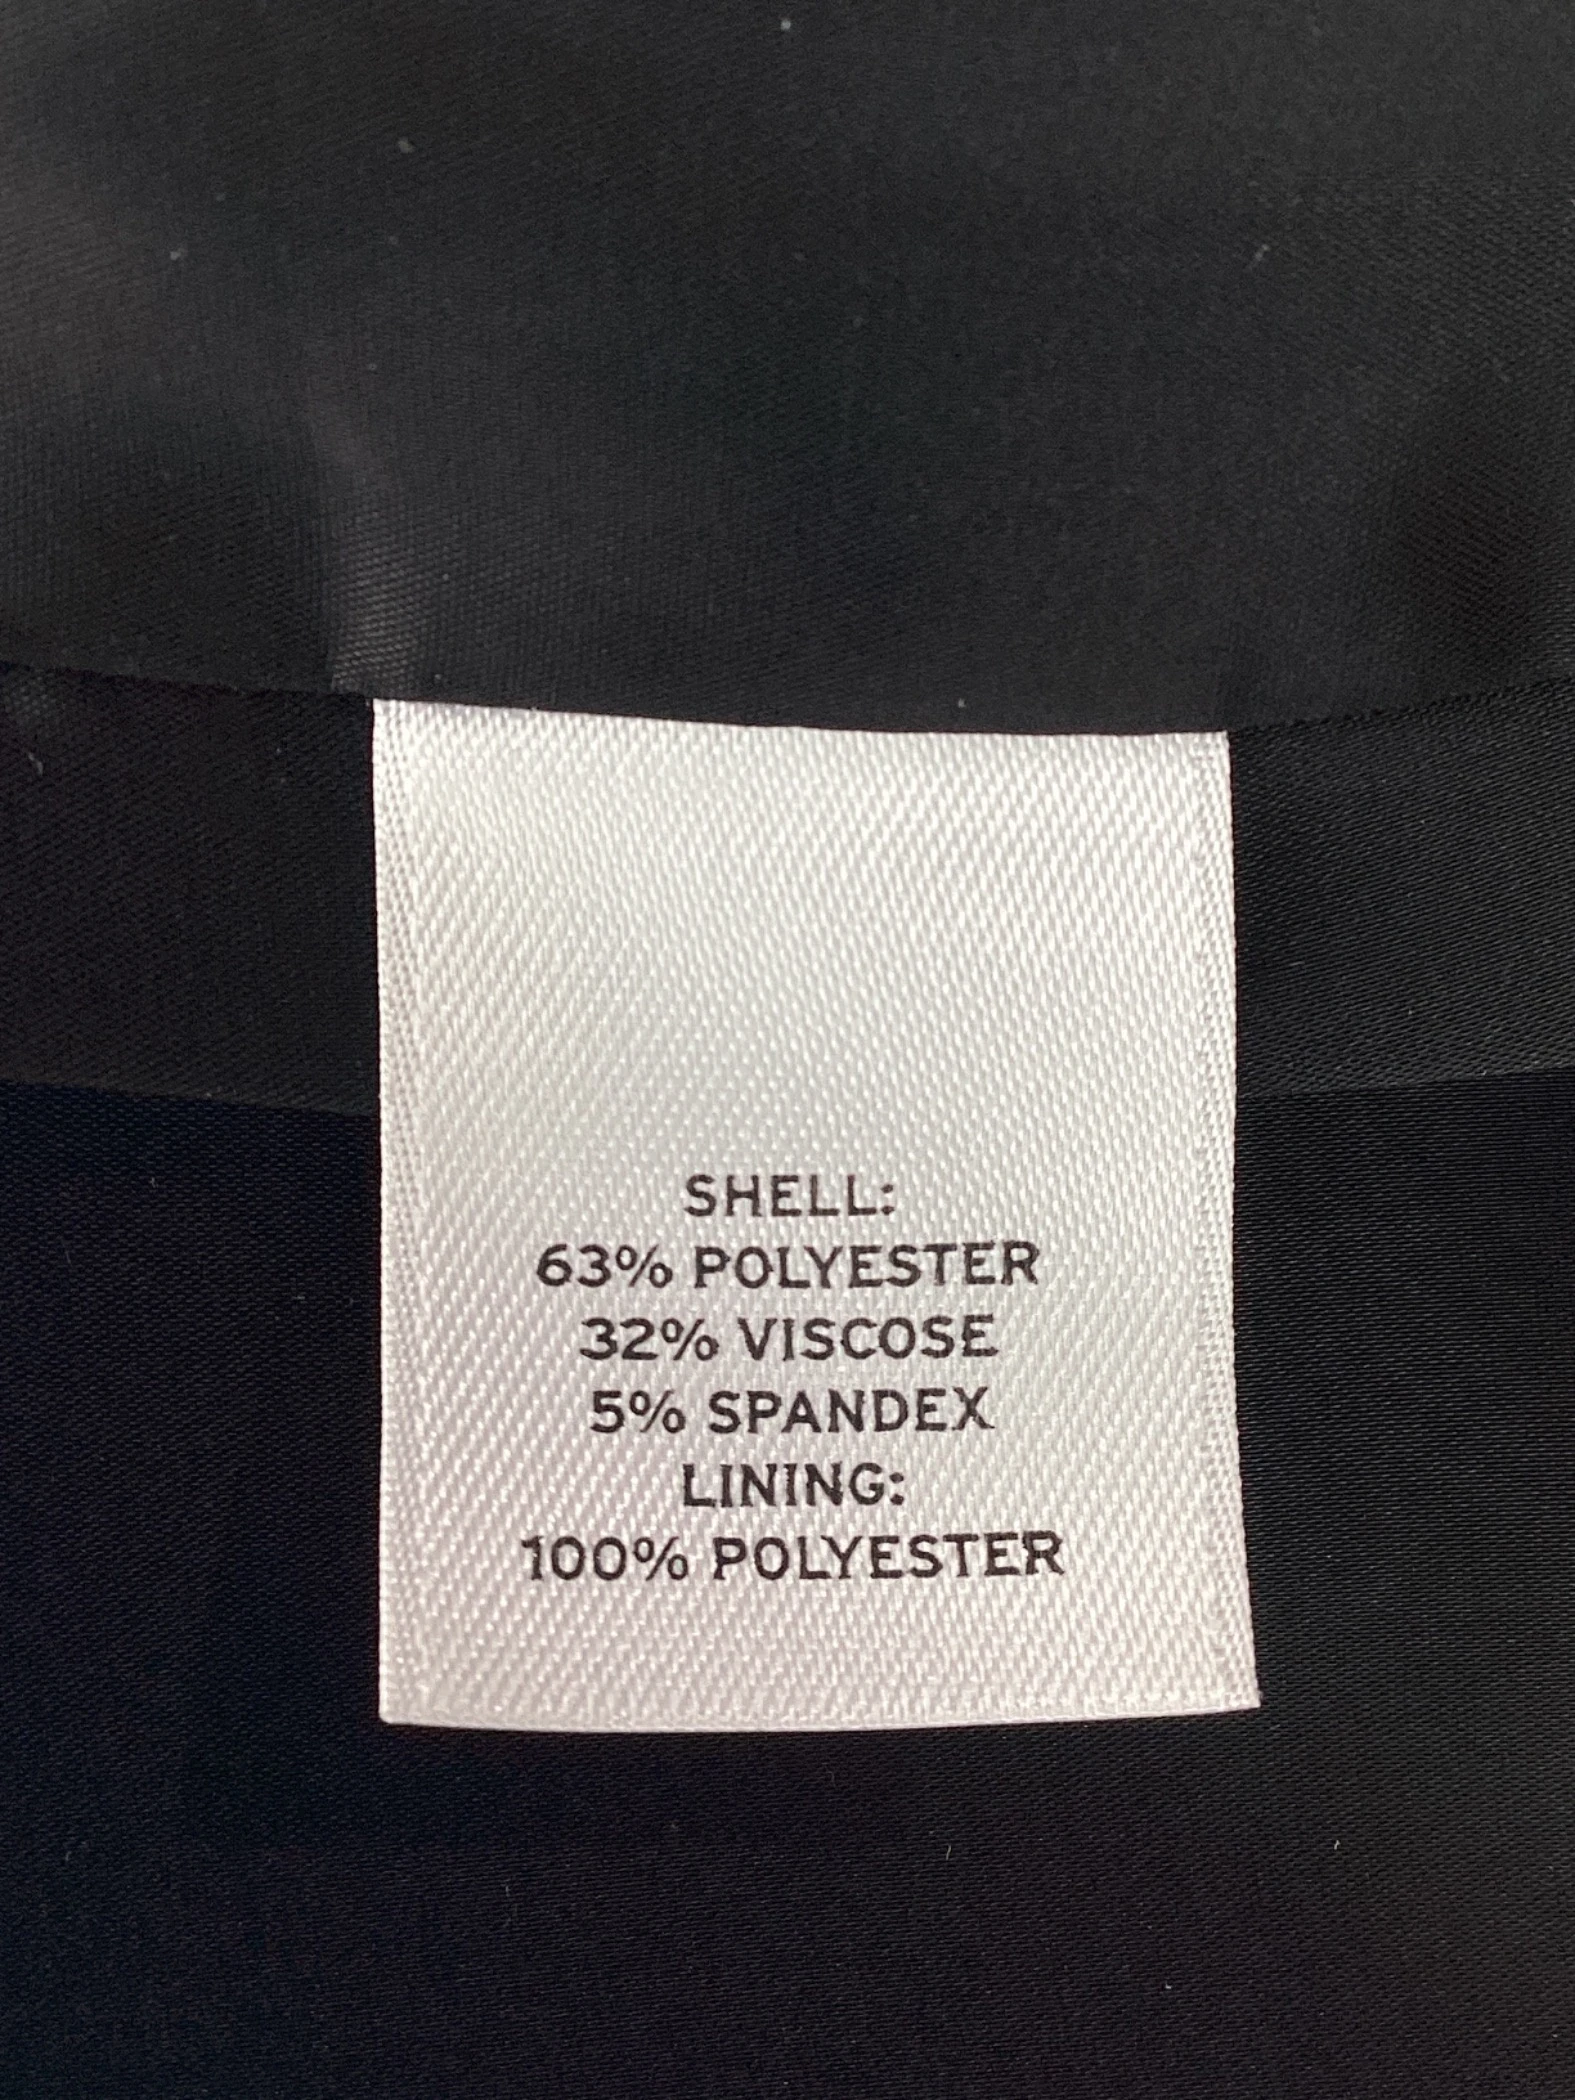 SHELL:
63% POLYESTER
32% VISCOSE
5% SPANDEX
LINING:
100% POLYESTER